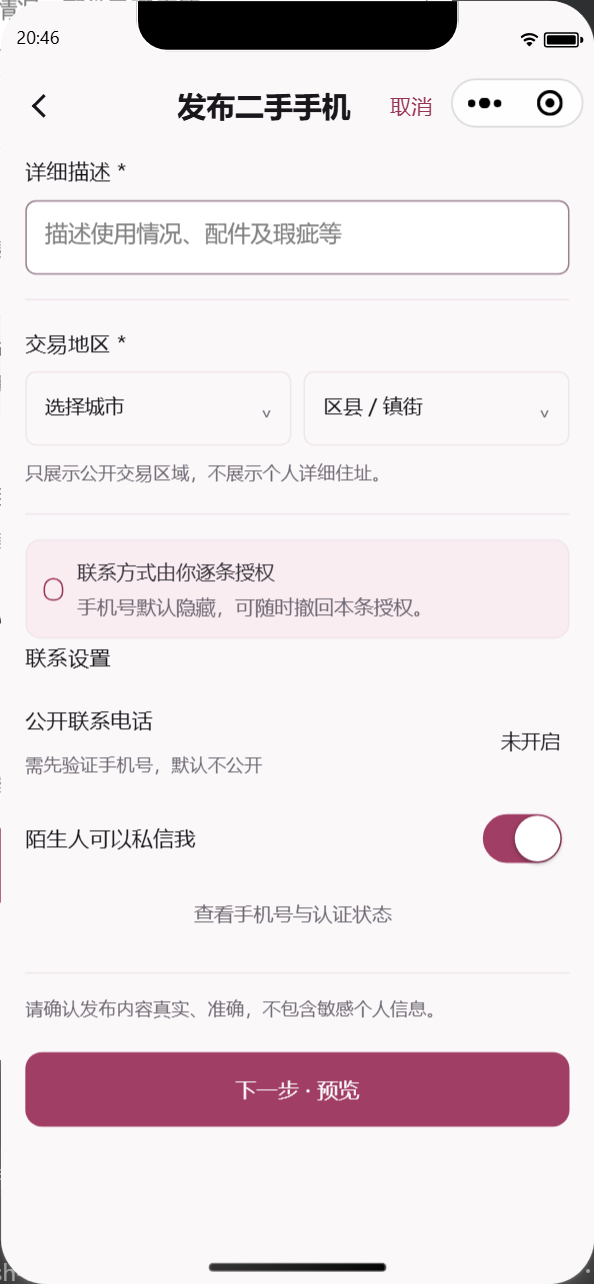 20:46
发布二手手机
取消
详细描述 *
描述使用情况、配件及瑕疵等
交易地区 *
选择城市
区县 / 镇街
只展示公开交易区域，不展示个人详细住址。
联系方式由你逐条授权
手机号默认隐藏，可随时撤回本条授权。
联系设置
公开联系电话
未开启
需先验证手机号，默认不公开
陌生人可以私信我
查看手机号与认证状态
请确认发布内容真实、准确，不包含敏感个人信息。
下一步 · 预览